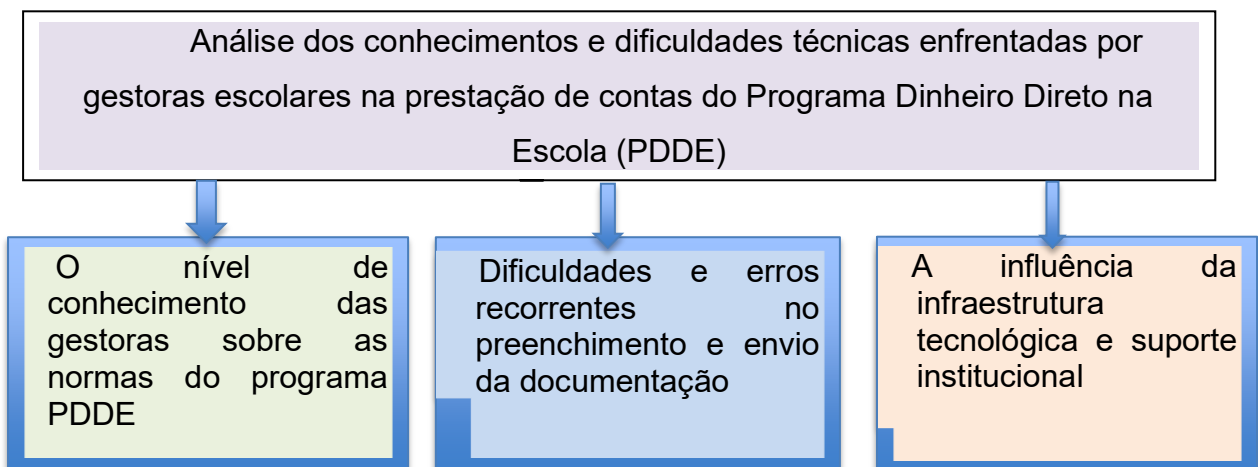 Análise dos conhecimentos e dificuldades técnicas enfrentadas por
gestoras escolares na prestação de contas do Programa Dinheiro Direto na
Escola (PDDE)
O nível de
conhecimento das
gestoras sobre as
normas do programa
PDDE
Dificuldades e erros
recorrentes no
preenchimento e envio
da documentação
A influência da
infraestrutura
tecnológica e suporte
institucional